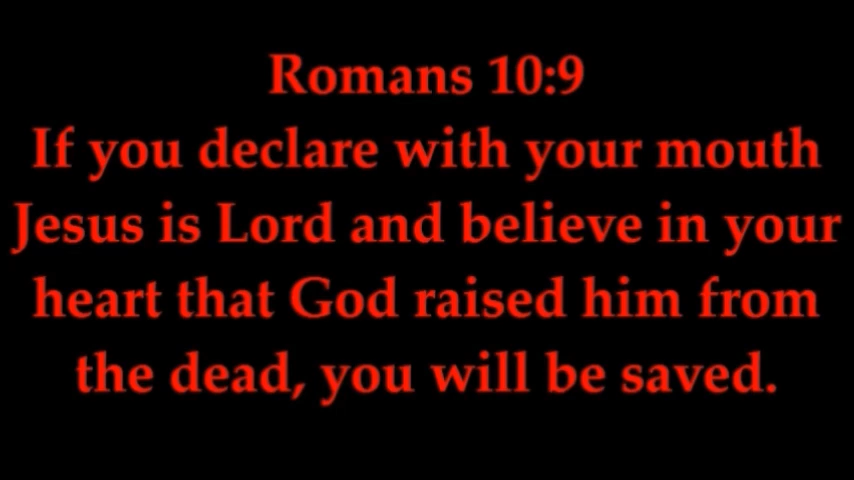 Romans 10:9
If you declare with your mouth
Jesus is Lord and believe in your
heart that God raised him from
the dead, you will be saved.